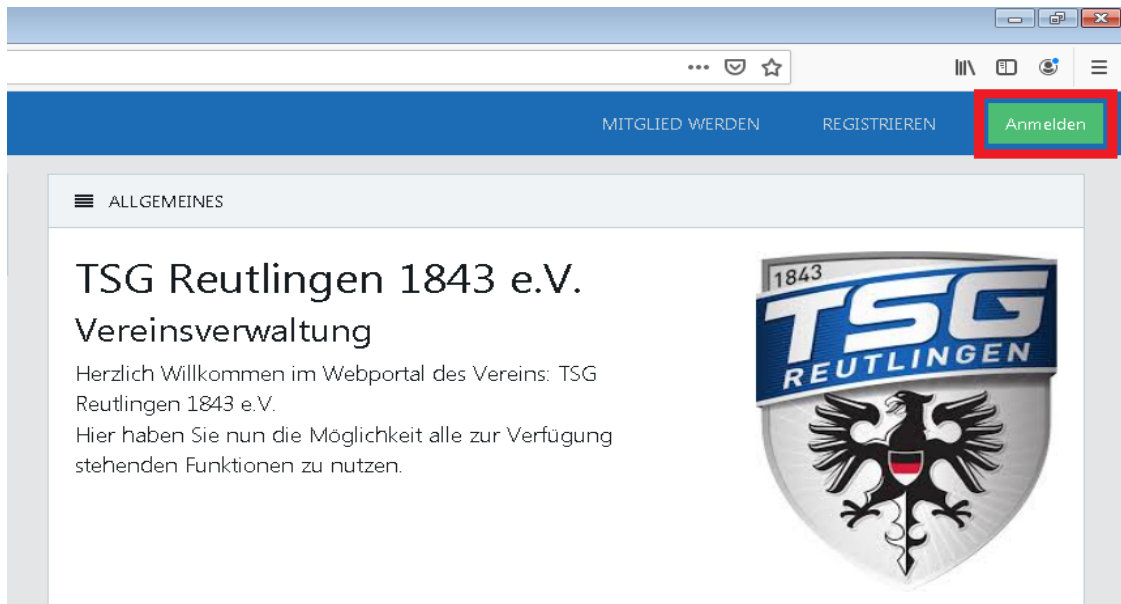 MITGLIED WERDEN REGISTRIEREN Anmelden
ALLGEMEINES
TSG Reutlingen 1843 e.V.
Vereinsverwaltung
Herzlich Willkommen im Webportal des Vereins: TSG
Reutlingen 1843 e.V.
Hier haben Sie nun die Möglichkeit alle zur Verfügung
stehenden Funktionen zu nutzen.
1843
TSG
REUTLINGEN